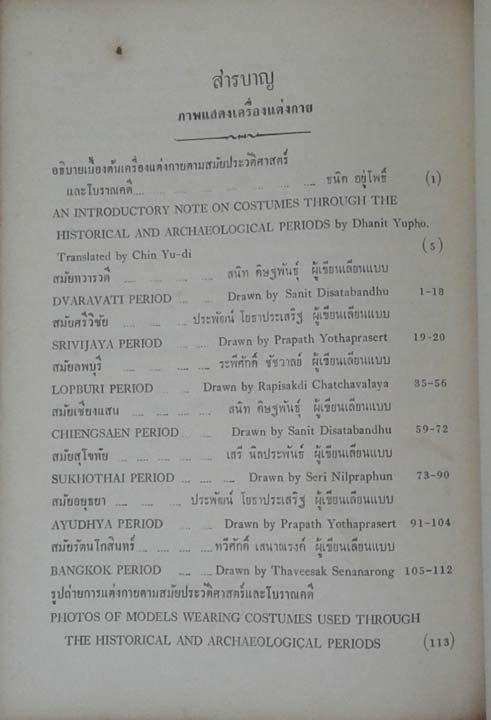 สารบาญ
ภาพแสดงเครื่องแต่งกาย
อธิบายเบื้องต้นเครื่องแต่งกายตามสมัยประวัติศาสตร์
และโบราณคดี.... .... .... .... .... .... ธนิต อยู่โพธิ์ (1)
AN INTRODUCTORY NOTE ON COSTUMES THROUGH THE
HISTORICAL AND ARCHAEOLOGICAL PERIODS by Dhanit Yupho.
Translated by Chin Yu-di (5)
สมัยทวารวดี .... .... .... .... สนิท ดิษฐพันธุ์ ผู้เขียนเลียนแบบ
DVARAVATI PERIOD .... .... Drawn by Sanit Disatabandhu 1-18
สมัยศรีวิชัย .... .... .... ประพัฒน์ โยธาประเสริฐ ผู้เขียนเลียนแบบ
SRIVIJAYA PERIOD .... .... Drawn by Prapath Yothaprasert 19-20
สมัยลพบุรี .... .... .... .... ระพีศักดิ์ ชัชวาลย์ ผู้เขียนเลียนแบบ
LOPBURI PERIOD .... .... Drawn by Rapisakdi Chatchavalaya 35-56
สมัยเชียงแสน .... .... .... .... สนิท ดิษฐพันธุ์ ผู้เขียนเลียนแบบ
CHIENGSAEN PERIOD .... .... Drawn by Sanit Disatabandhu 59-72
สมัยสุโขทัย .... .... .... .... เสรี นิลประพันธ์ ผู้เขียนเลียนแบบ
SUKHOTHAI PERIOD .... .... .... Drawn by Seri Nilpraphun 73-90
สมัยอยุธยา .... .... .... ประพัฒน์ โยธาประเสริฐ ผู้เขียนเลียนแบบ
AYUDHYA PERIOD .... .... Drawn by Prapath Yothaprasert 91-104
สมัยรัตนโกสินทร์ .... .... .... .... ทวีศักดิ์ เสนาณรงค์ ผู้เขียนเลียนแบบ
BANGKOK PERIOD .... .... Drawn by Thaveesak Senanarong 105-112
รูปถ่ายการแต่งกายตามสมัยประวัติศาสตร์และโบราณคดี
PHOTOS OF MODELS WEARING COSTUMES USED THROUGH
THE HISTORICAL AND ARCHAEOLOGICAL PERIODS (113)